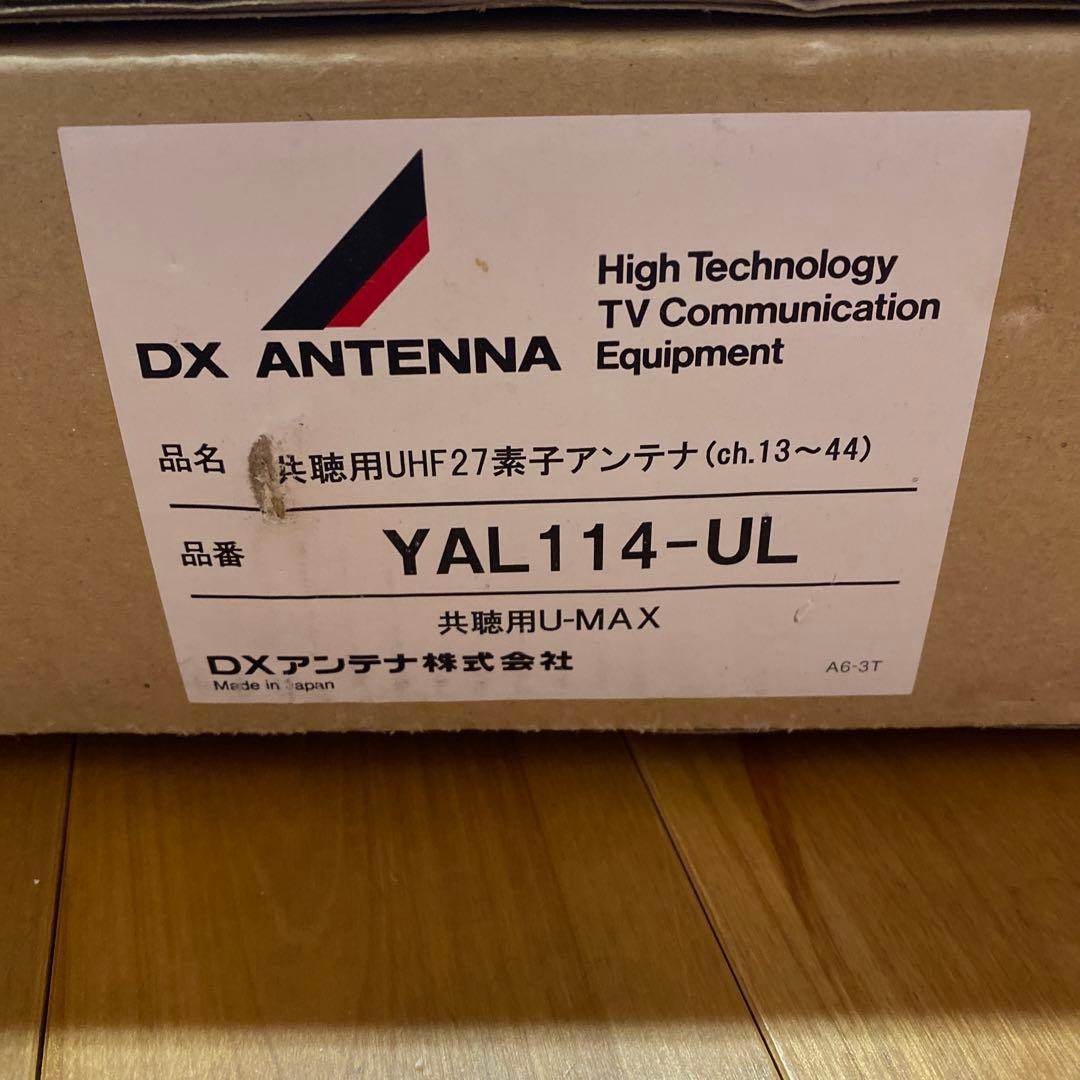 DX ANTENNA
High Technology
TV Communication
Equipment
品名 共聴用UHF27素子アンテナ(ch.13〜44)
品番 YAL114-UL
共聴用U-MAX
DXアンテナ株式会社
Made in Japan
A6-3T